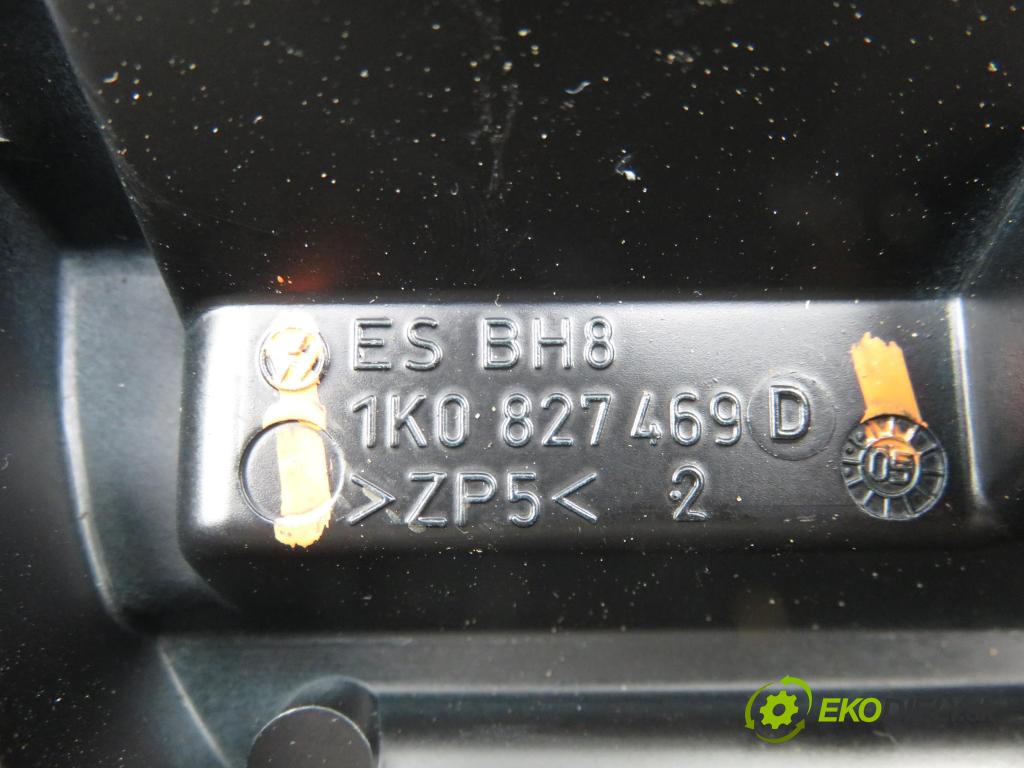 ES BH8
1K0 827 469 D
>ZP5< 2
05
EKO